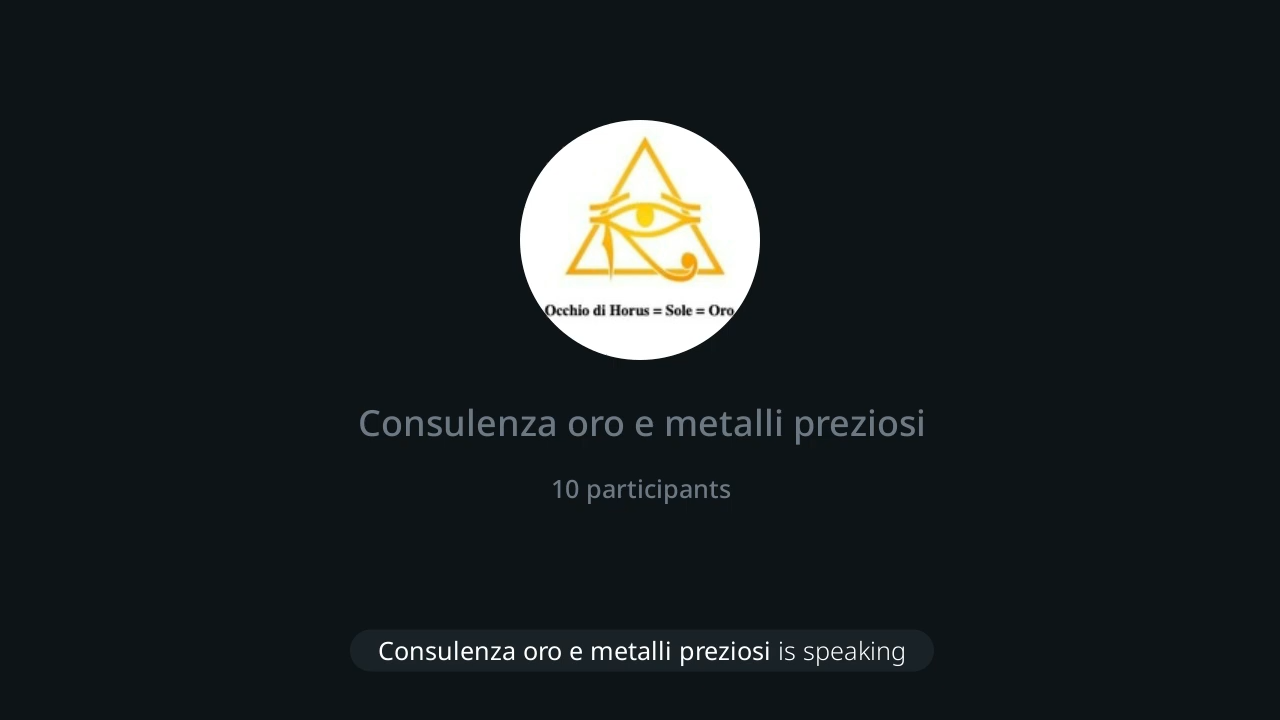 Occhio di Horus = Sole = Oro
Consulenza oro e metalli preziosi
10 participants
Consulenza oro e metalli preziosi is speaking